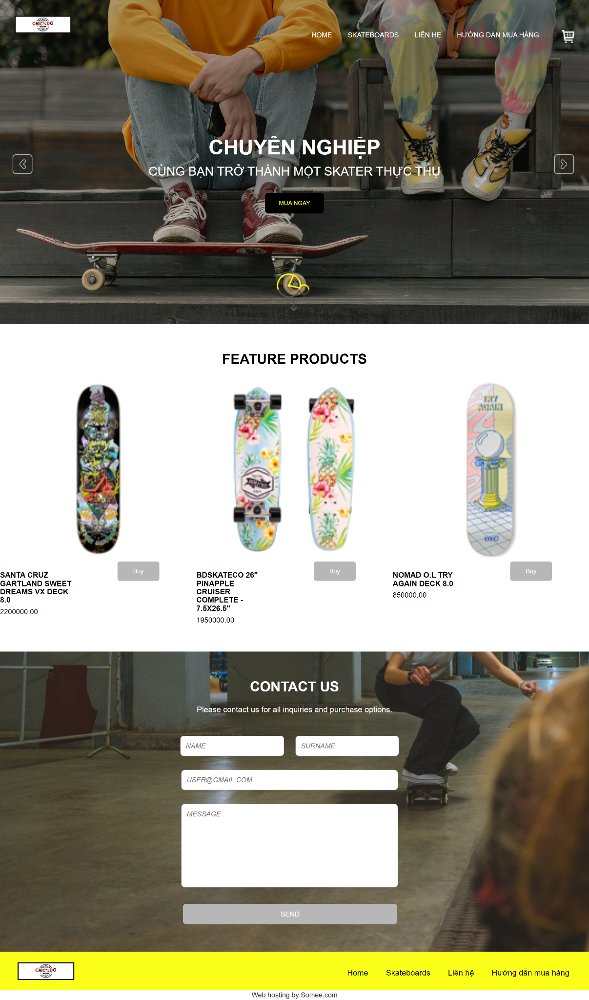 CHICXDG
HOME SKATEBOARDS LIÊN HỆ HƯỚNG DẪN MUA HÀNG
CHUYÊN NGHIỆP
CÙNG BẠN TRỞ THÀNH MỘT SKATER THỰC THỤ
MUA NGAY
FEATURE PRODUCTS
TRY
AGAIN
SANTA CRUZ
GARTLAND SWEET
DREAMS VX DECK
8.0
2200000.00
Buy
BDSKATECO 26"
PINAPPLE
CRUISER
COMPLETE -
7.5X26.5"
1950000.00
Buy
NOMAD O.L TRY
AGAIN DECK 8.0
850000.00
Buy
CONTACT US
Please contact us for all inquiries and purchase options.
NAME SURNAME
USER@GMAIL.COM
MESSAGE
SEND
CHICXDG
Home Skateboards Liên hệ Hướng dẫn mua hàng
Web hosting by Somee.com